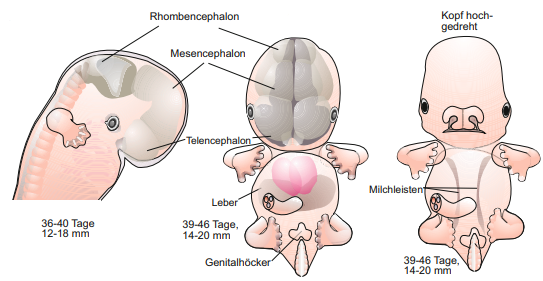 Rhombencephalon
Mesencephalon
Telencephalon
36-40 Tage
12-18 mm
Leber
39-46 Tage,
14-20 mm
Genitalhöcker
Kopf hoch-
gedreht
Milchleisten
39-46 Tage,
14-20 mm